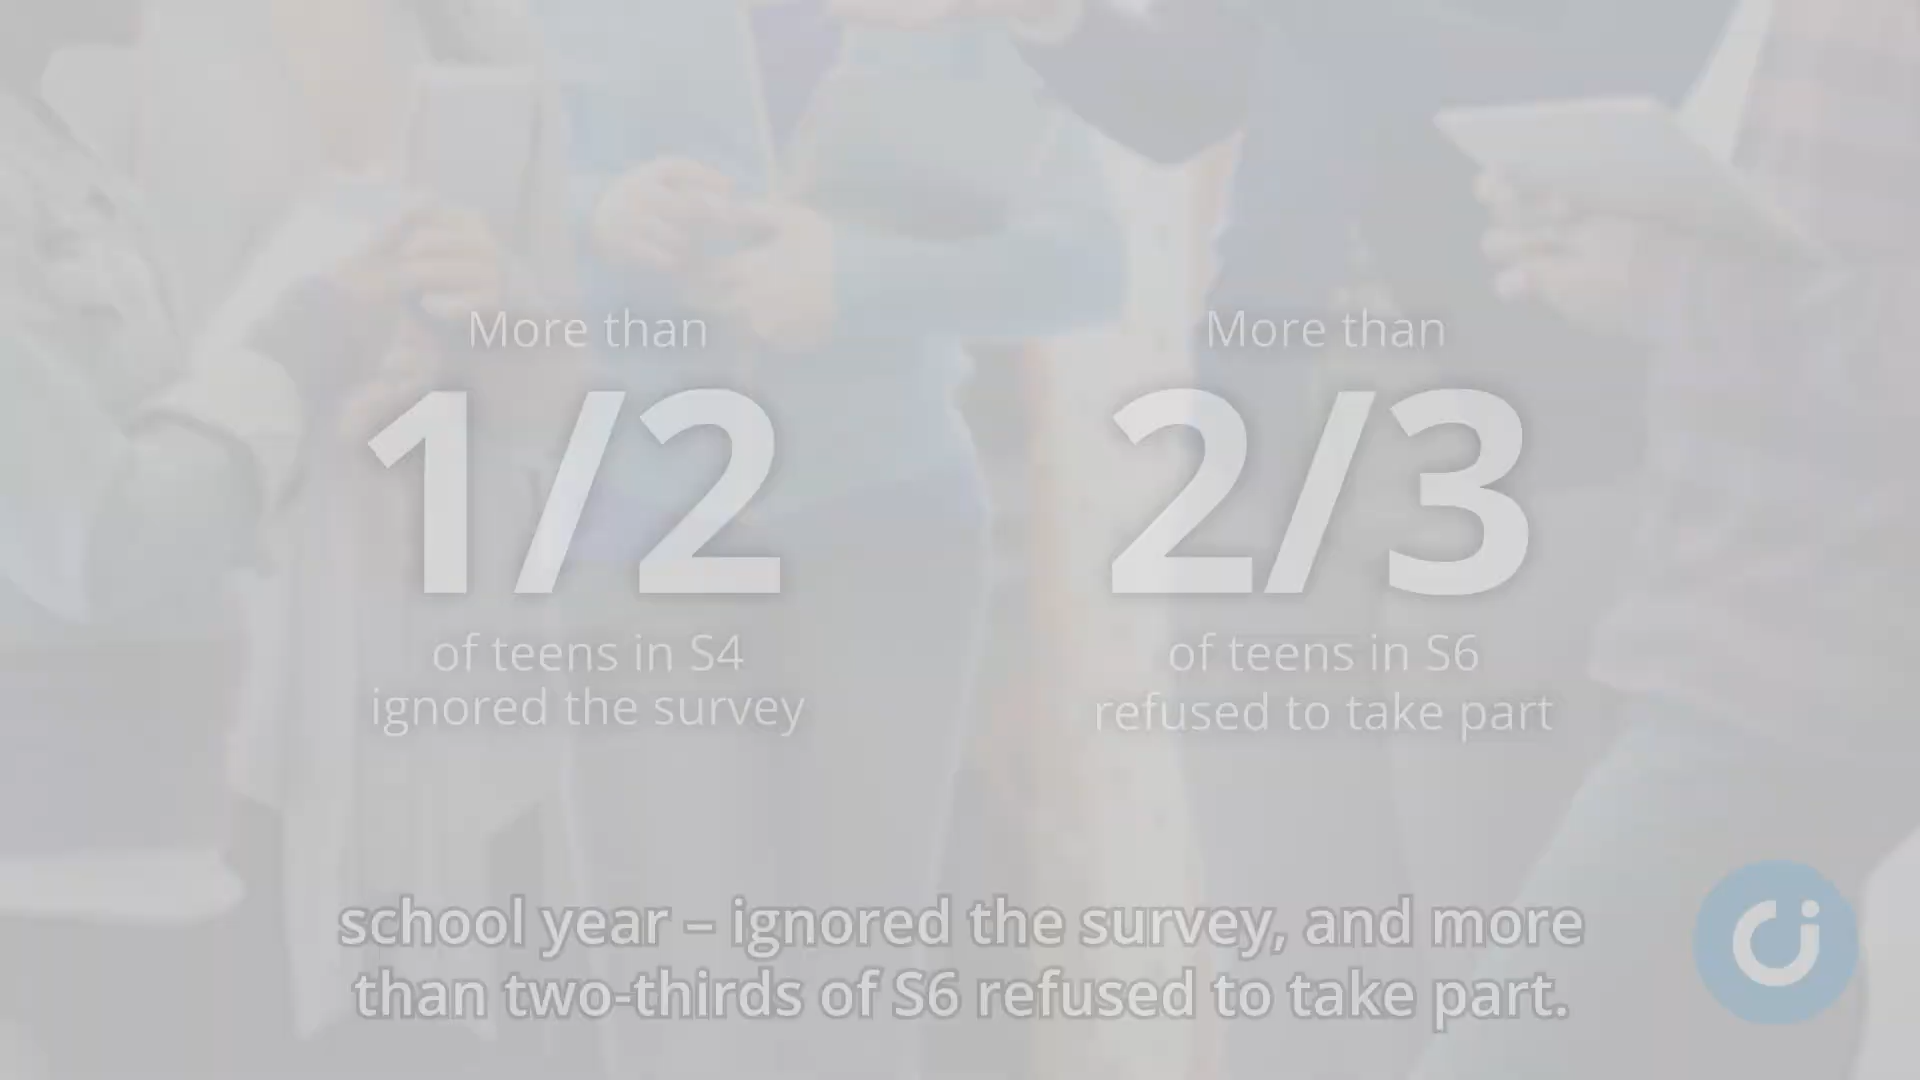 More than
1/2
of teens in S4
ignored the survey
More than
2/3
of teens in S6
refused to take part
school year – ignored the survey, and more
than two-thirds of S6 refused to take part.